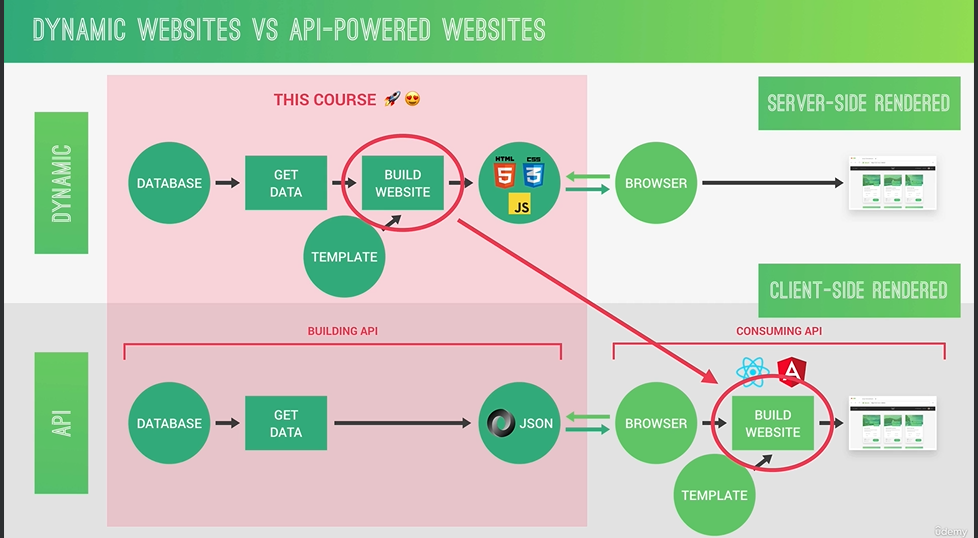 DYNAMIC WEBSITES VS API-POWERED WEBSITES
THIS COURSE 🚀 😍
SERVER-SIDE RENDERED
DYNAMIC
DATABASE
GET
DATA
BUILD
WEBSITE
TEMPLATE
HTML
5
CSS
3
JS
BROWSER
CLIENT-SIDE RENDERED
BUILDING API
CONSUMING API
API
DATABASE
GET
DATA
JSON
BROWSER
A
BUILD
WEBSITE
TEMPLATE
ûdemy